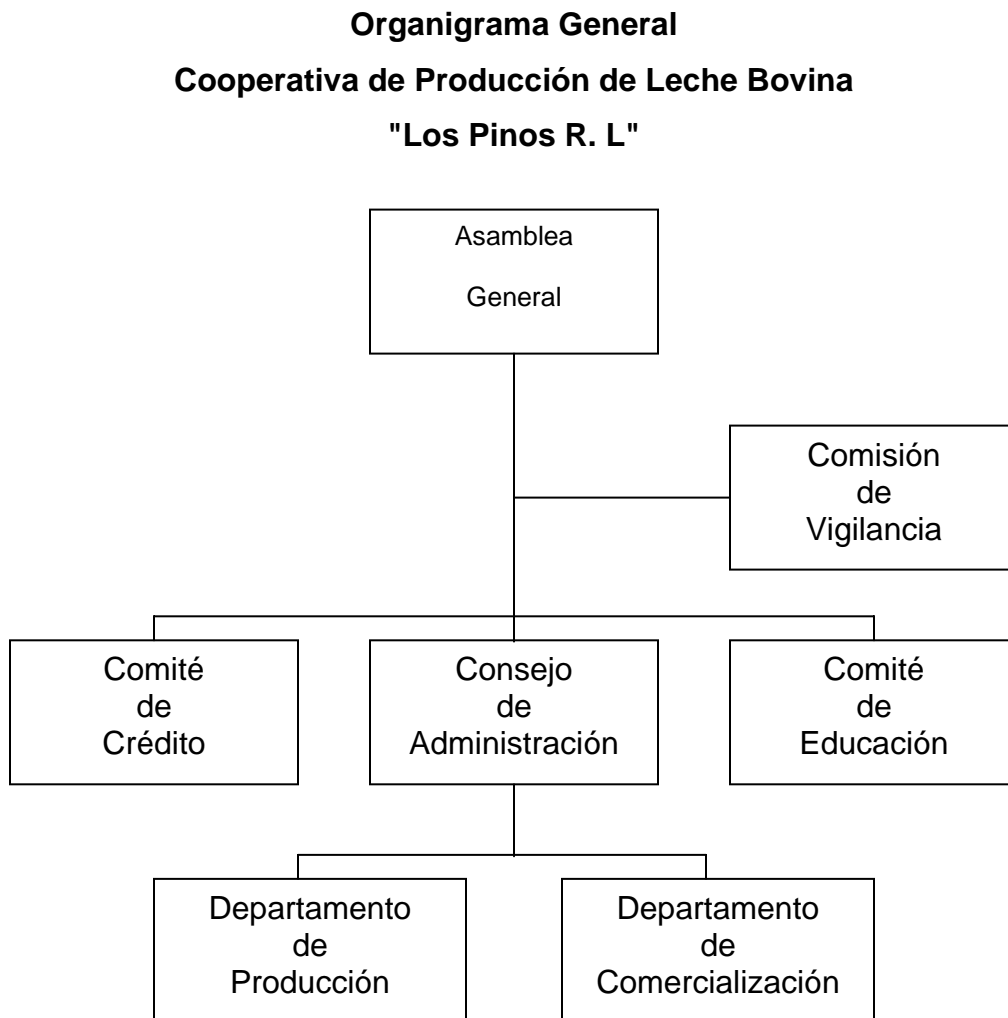 Organigrama General
Cooperativa de Producción de Leche Bovina
"Los Pinos R. L"
Asamblea
General
Comisión
de
Vigilancia
Comité
de
Crédito
Consejo
de
Administración
Comité
de
Educación
Departamento
de
Producción
Departamento
de
Comercialización